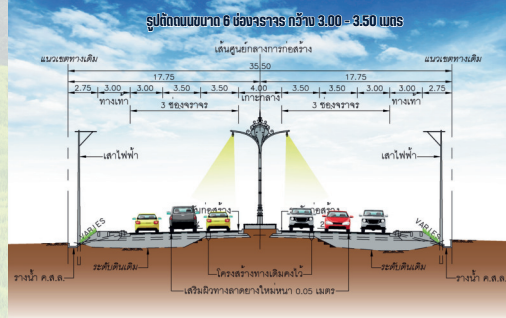 รูปตัดถนนขนาด 6 ช่องจราจร กว้าง 3.00 - 3.50 เมตร
เส้นศูนย์กลางการก่อสร้าง
แนวเขตทางเดิม 35.50 แนวเขตทางเดิม
17.75 17.75
2.75 3.00 3.00 3.50 3.50 4.00 3.50 3.50 3.00 3.00 2.75
ทางเท้า 3 ช่องจราจร เกาะกลาง 3 ช่องจราจร ทางเท้า
เสาไฟฟ้า เสาไฟฟ้า
VARIES VARIES
รางน้ำ ค.ส.ล. ระดับดินเดิม โครงสร้างทางเดิมคงไว้ ระดับดินเดิม รางน้ำ ค.ส.ล.
เสริมผิวทางลาดยางใหม่หนา 0.05 เมตร